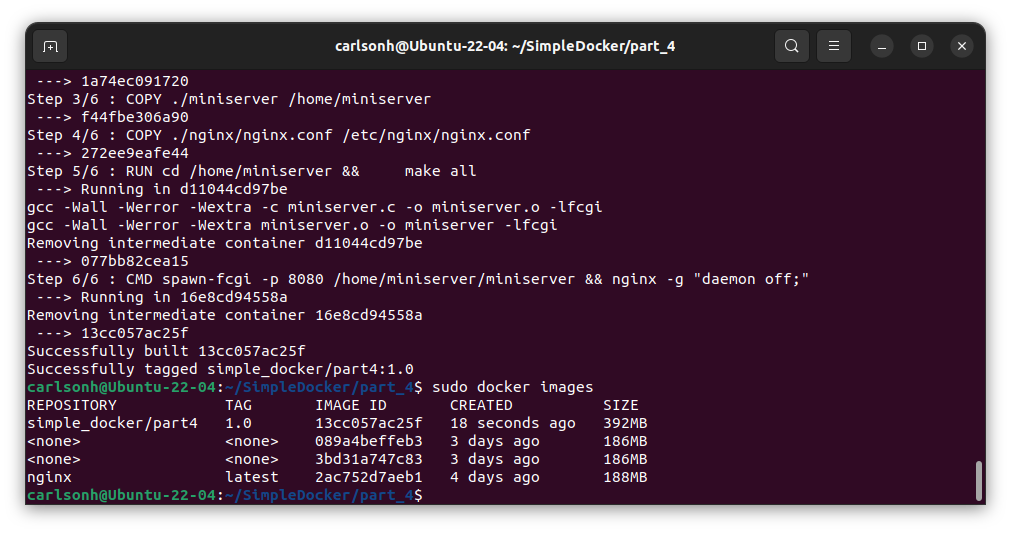 carlsonh@Ubuntu-22-04: ~/SimpleDocker/part_4
 ---> 1a74ec091720
Step 3/6 : COPY ./miniserver /home/miniserver
 ---> f44fbe306a90
Step 4/6 : COPY ./nginx/nginx.conf /etc/nginx/nginx.conf
 ---> 272ee9eafe44
Step 5/6 : RUN cd /home/miniserver &&     make all
 ---> Running in d11044cd97be
gcc -Wall -Werror -Wextra -c miniserver.c -o miniserver.o -lfcgi
gcc -Wall -Werror -Wextra miniserver.o -o miniserver -lfcgi
Removing intermediate container d11044cd97be
 ---> 077bb82cea15
Step 6/6 : CMD spawn-fcgi -p 8080 /home/miniserver/miniserver && nginx -g "daemon off;"
 ---> Running in 16e8cd94558a
Removing intermediate container 16e8cd94558a
 ---> 13cc057ac25f
Successfully built 13cc057ac25f
Successfully tagged simple_docker/part4:1.0
carlsonh@Ubuntu-22-04:~/SimpleDocker/part_4$ sudo docker images
REPOSITORY            TAG       IMAGE ID       CREATED          SIZE
simple_docker/part4   1.0       13cc057ac25f   18 seconds ago   392MB
<none>                <none>    089a4beffeb3   3 days ago       186MB
<none>                <none>    3bd31a747c83   3 days ago       186MB
nginx                 latest    2ac752d7aeb1   4 days ago       188MB
carlsonh@Ubuntu-22-04:~/SimpleDocker/part_4$